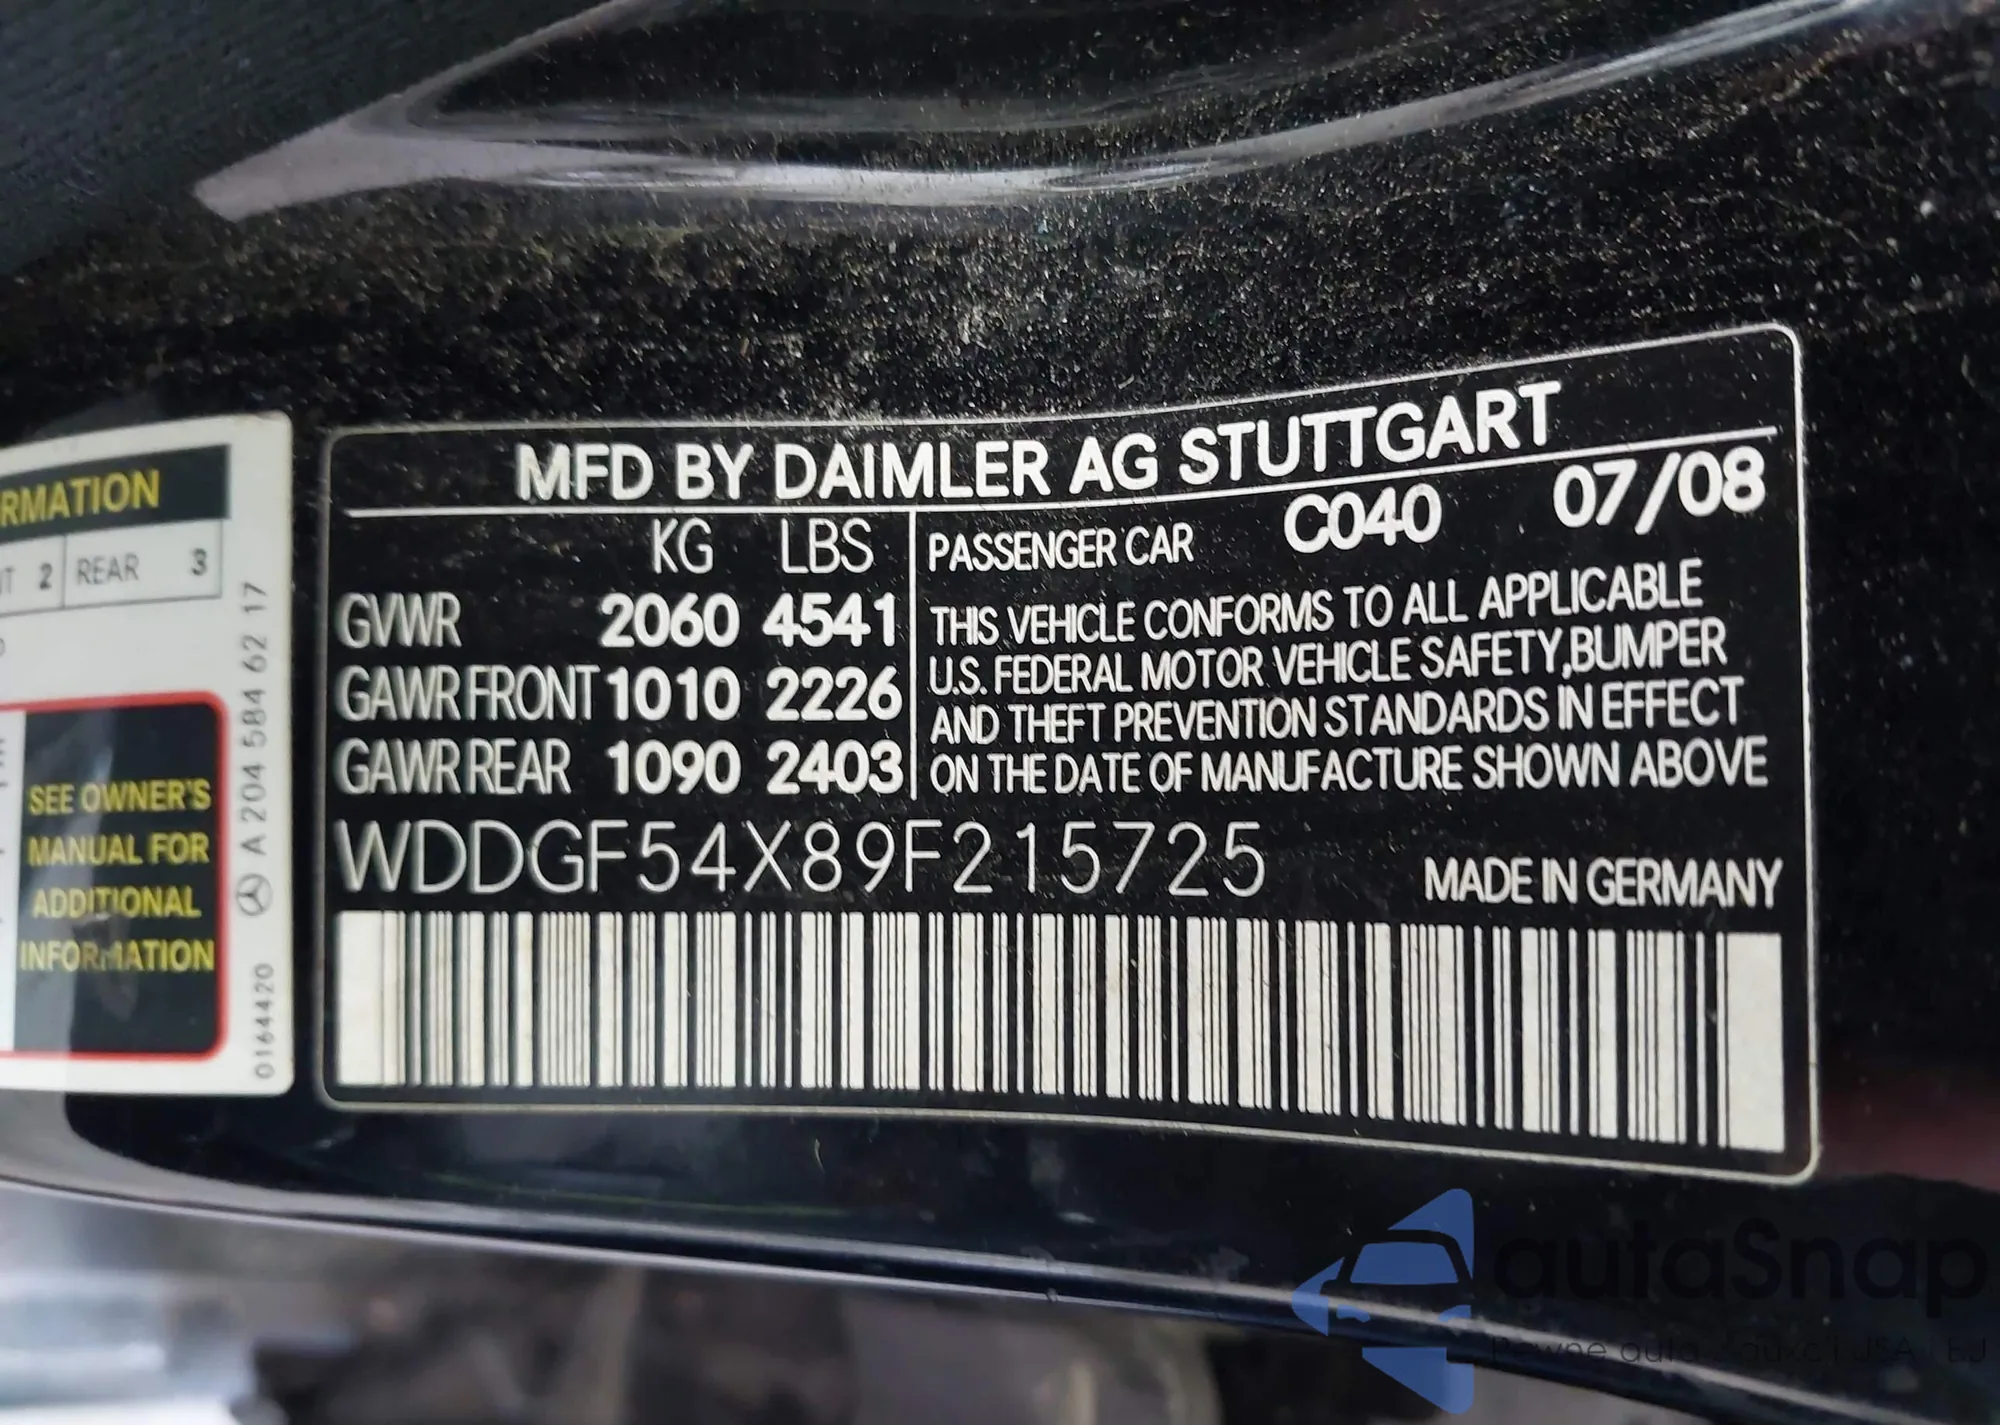 RMATION
2 REAR 3
SEE OWNER'S
MANUAL FOR
ADDITIONAL
INFORMATION
A 204 584 62 17
0164420
MFD BY DAIMLER AG STUTTGART
KG LBS
GVWR 2060 4541
GAWR FRONT 1010 2226
GAWR REAR 1090 2403
PASSENGER CAR C040 07/08
THIS VEHICLE CONFORMS TO ALL APPLICABLE
U.S. FEDERAL MOTOR VEHICLE SAFETY,BUMPER
AND THEFT PREVENTION STANDARDS IN EFFECT
ON THE DATE OF MANUFACTURE SHOWN ABOVE
WDDGF54X89F215725
MADE IN GERMANY
autaSnap
Pewne auta